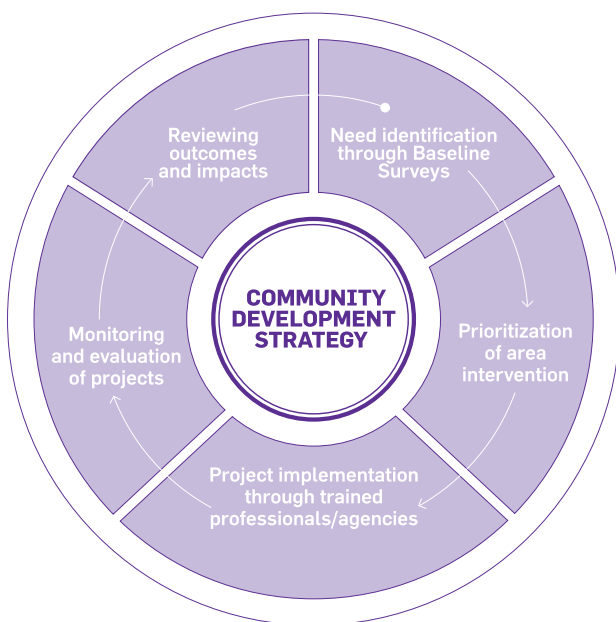 COMMUNITY
DEVELOPMENT
STRATEGY
Need identification
through Baseline
Surveys
Prioritization
of area
intervention
Project implementation
through trained
professionals/agencies
Monitoring
and evaluation
of projects
Reviewing
outcomes
and impacts